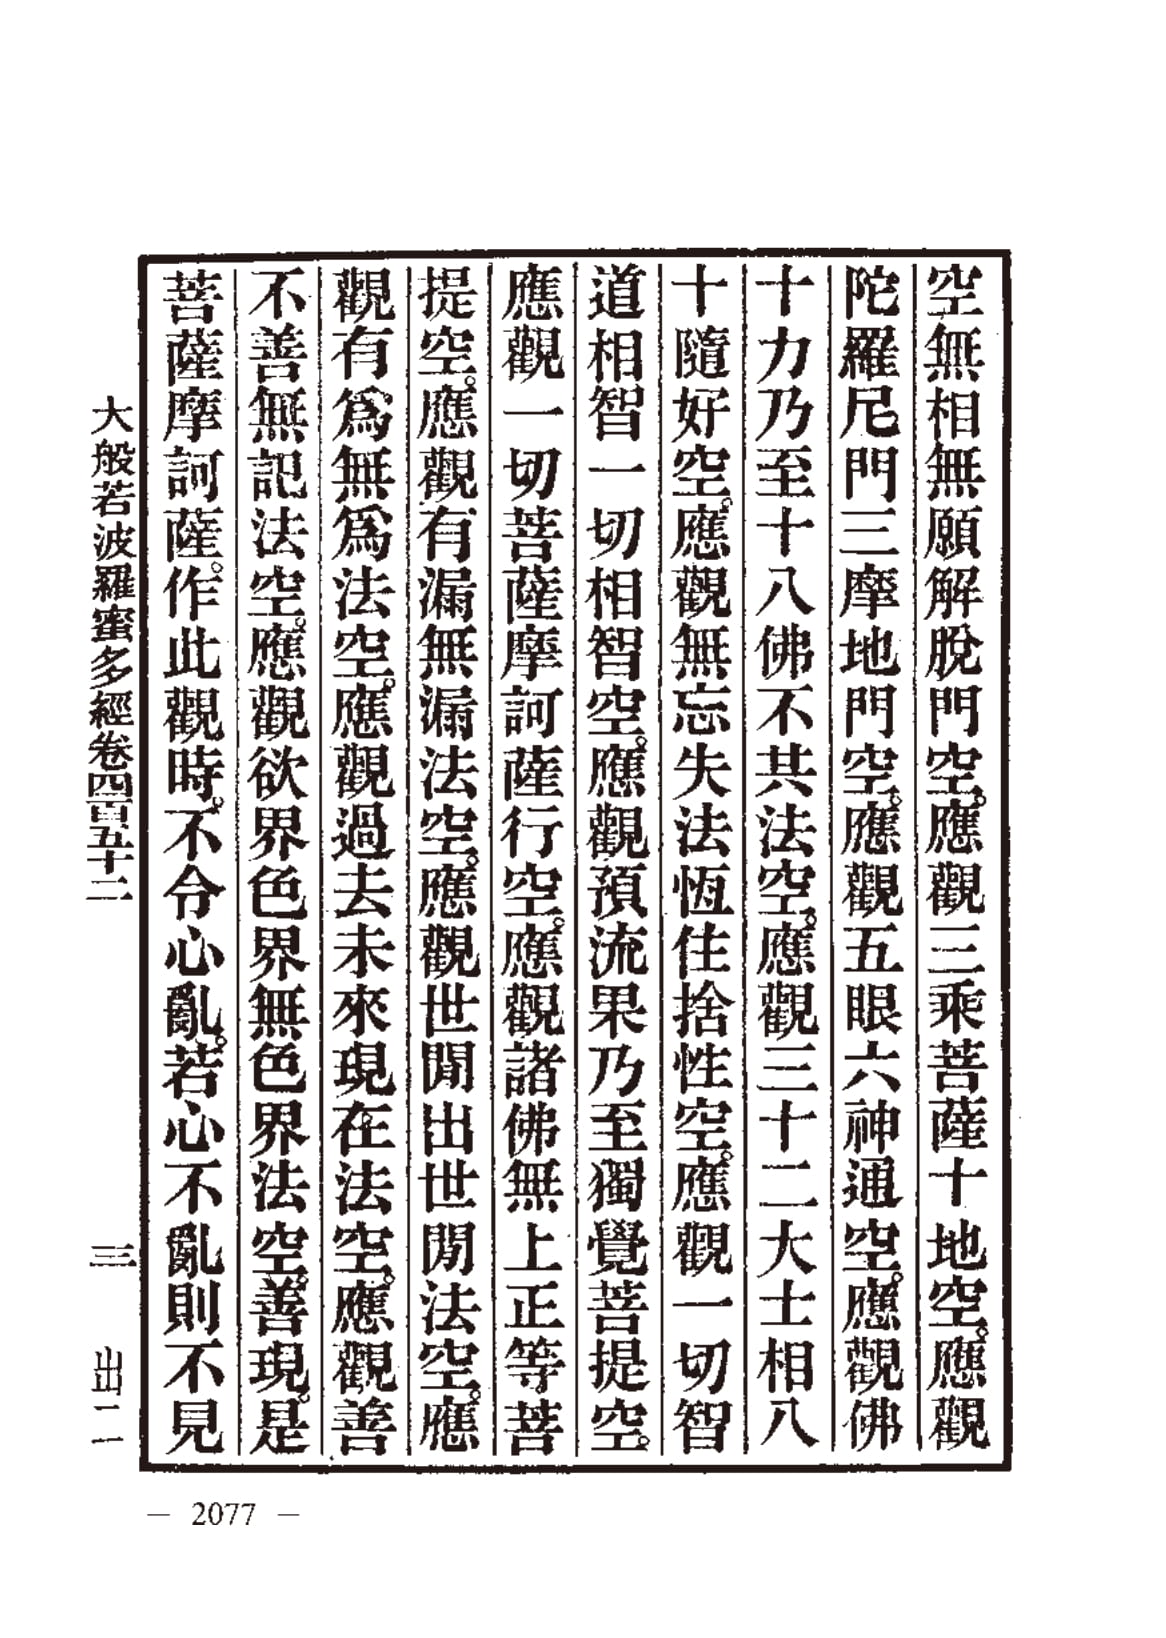 空無相無願解脫門空。應觀三乘菩薩十地空。應觀
陀羅尼門三摩地門空。應觀五眼六神通空。應觀佛
十力乃至十八佛不共法空。應觀三十二大士相八
十隨好空。應觀無忘失法恆住捨性空。應觀一切智
道相智一切相智空。應觀預流果乃至獨覺菩提空。
應觀一切菩薩摩訶薩行空。應觀諸佛無上正等菩
提空。應觀有漏無漏法空。應觀世閒出世閒法空。應
觀有爲無爲法空。應觀過去未來現在法空。應觀善
不善無記法空。應觀欲界色界無色界法空。善現。是
菩薩摩訶薩。作此觀時。不令心亂。若心不亂則不見
大般若波羅蜜多經卷四百五十二 三 出二
— 2077 —